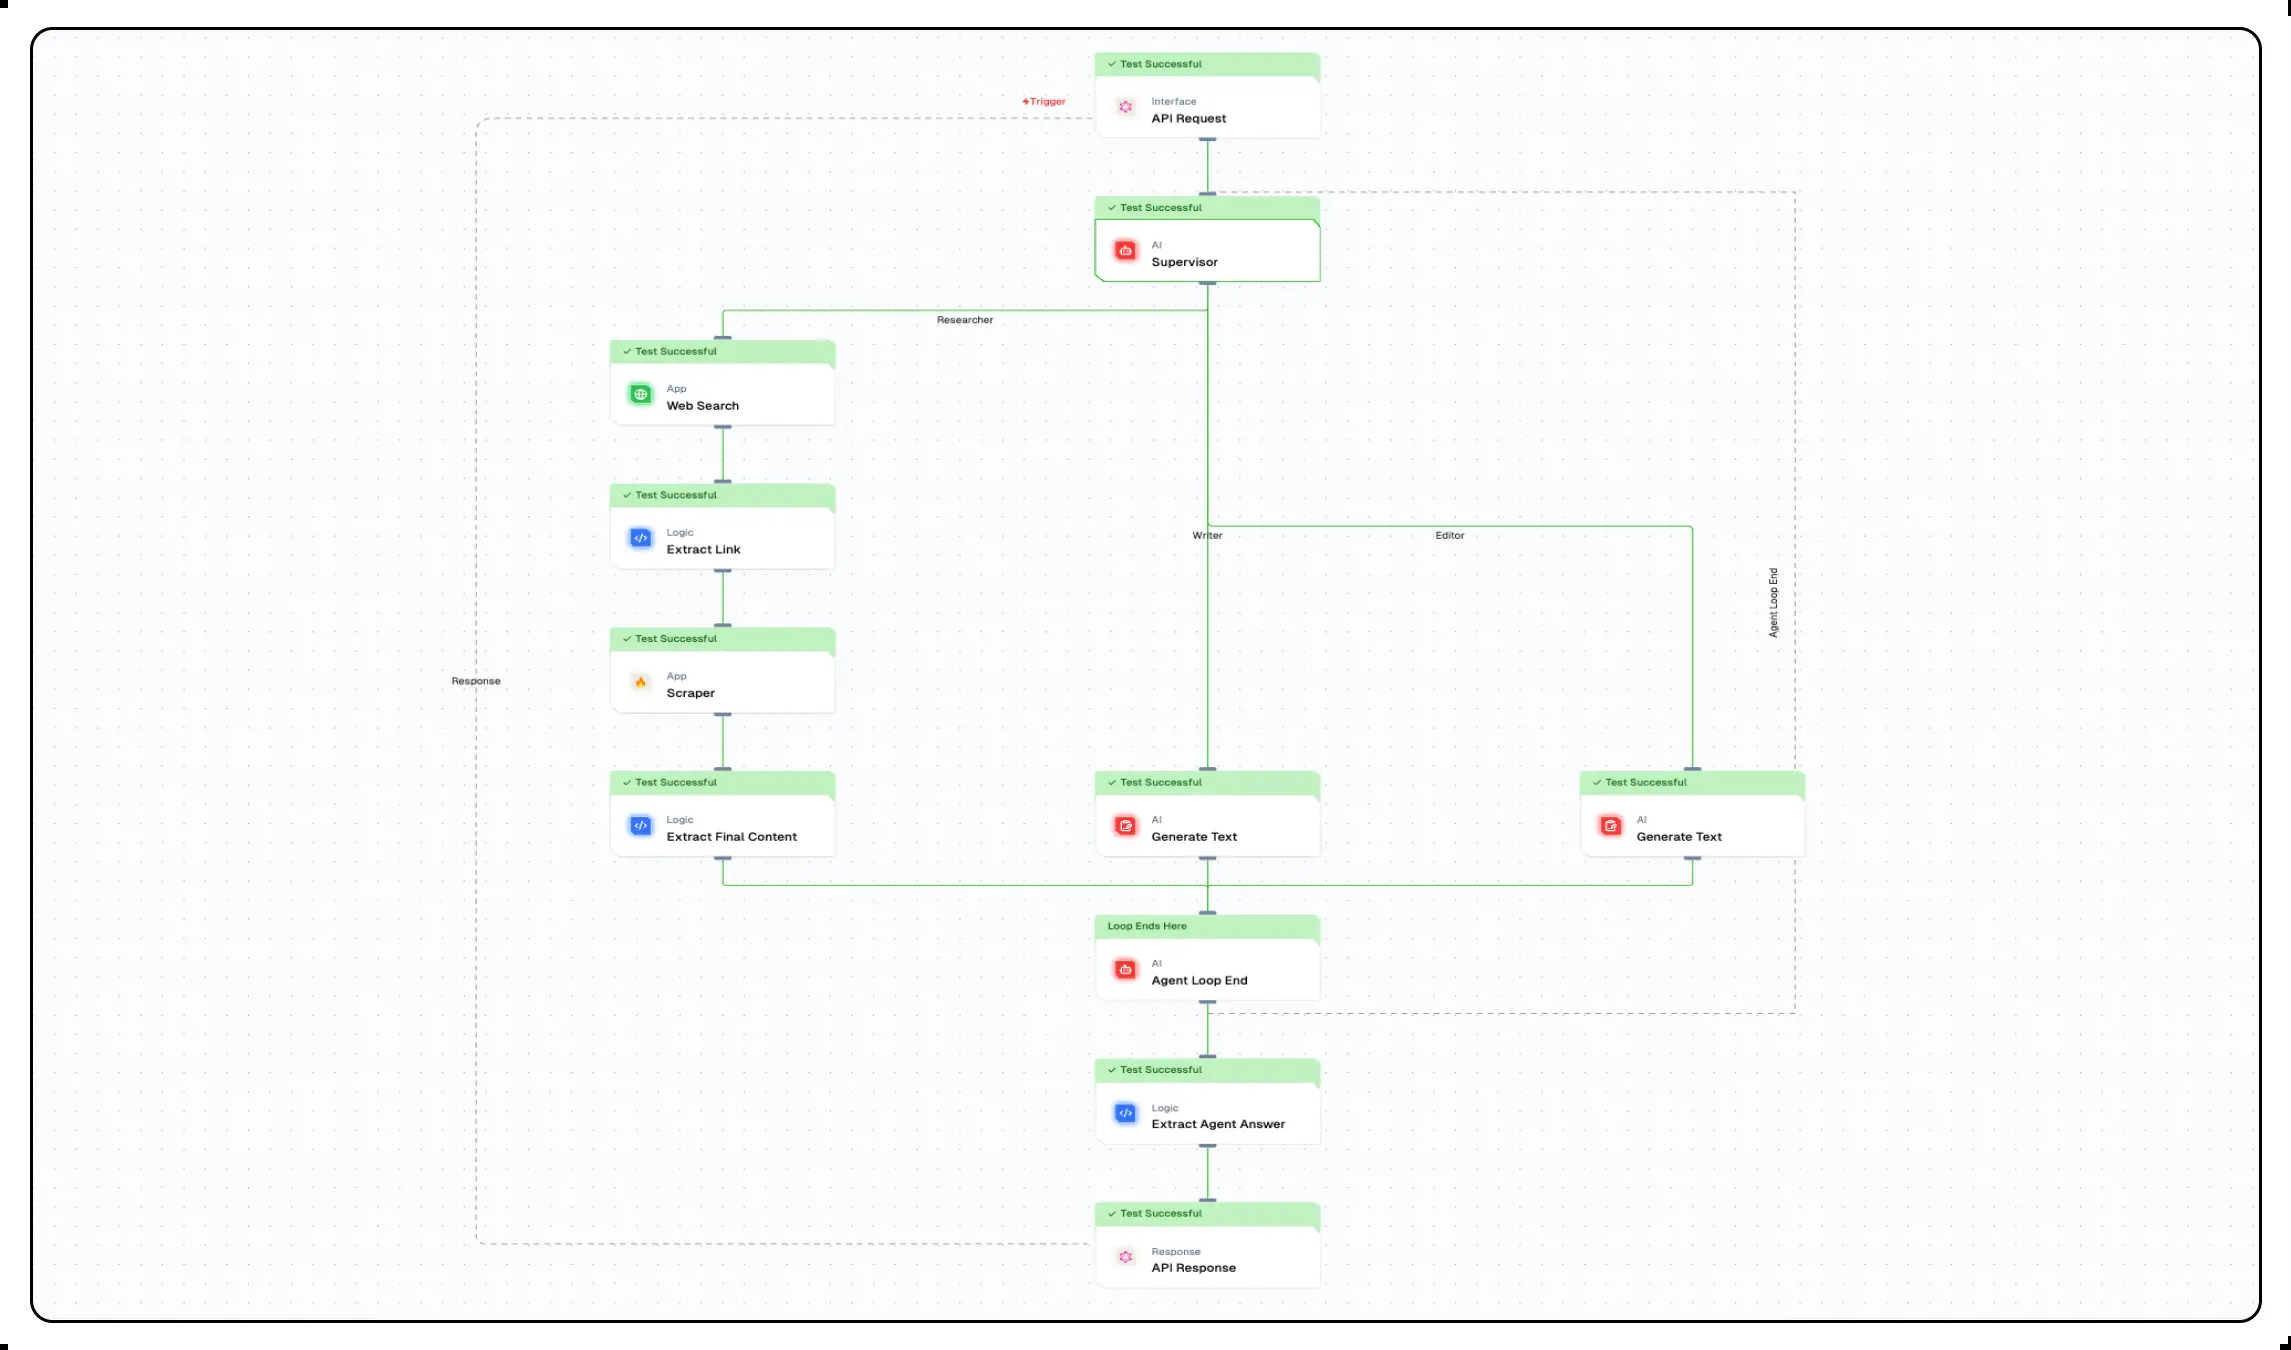 ✓ Test Successful
Trigger
Interface
API Request
✓ Test Successful
AI
Supervisor
Researcher
✓ Test Successful
App
Web Search
✓ Test Successful
Logic
Extract Link
Writer
Editor
Agent Loop End
✓ Test Successful
App
Scraper
Response
✓ Test Successful
Logic
Extract Final Content
✓ Test Successful
AI
Generate Text
✓ Test Successful
AI
Generate Text
Loop Ends Here
AI
Agent Loop End
✓ Test Successful
Logic
Extract Agent Answer
✓ Test Successful
Response
API Response